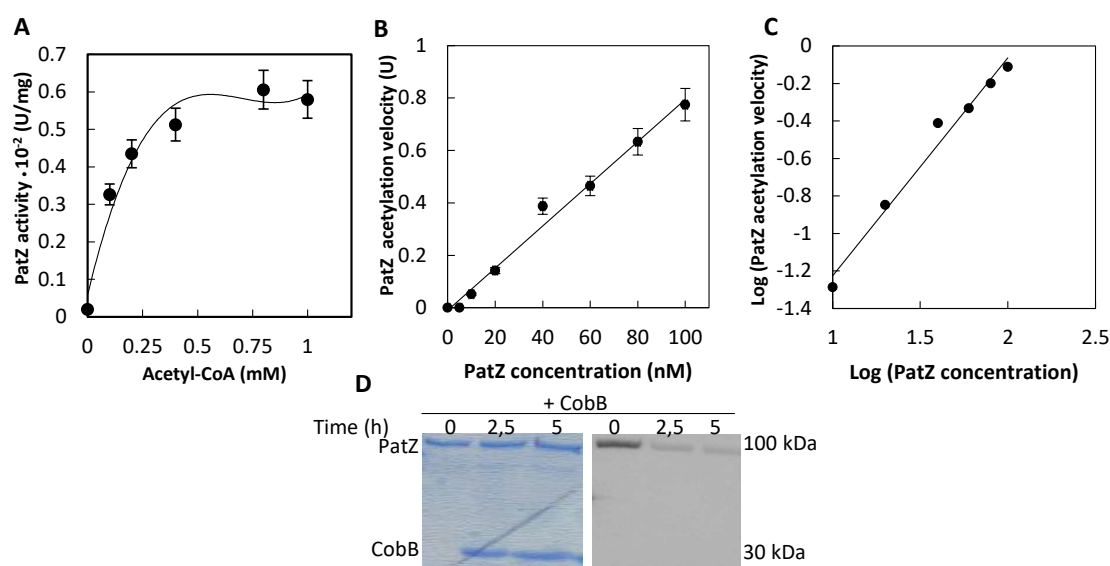 A
PatZ activity ·10⁻² (U/mg)
0.7
0.6
0.5
0.4
0.3
0.2
0.1
0
0
0.25
0.5
0.75
1
Acetyl-CoA (mM)
B
PatZ acetylation velocity (U)
1
0.8
0.6
0.4
0.2
0
0
20
40
60
80
100
PatZ concentration (nM)
C
Log (PatZ acetylation velocity)
0
-0.2
-0.4
-0.6
-0.8
-1
-1.2
-1.4
1
1.5
2
2.5
Log (PatZ concentration)
D
+ CobB
Time (h) 0 2,5 5 0 2,5 5
PatZ 100 kDa
CobB 30 kDa